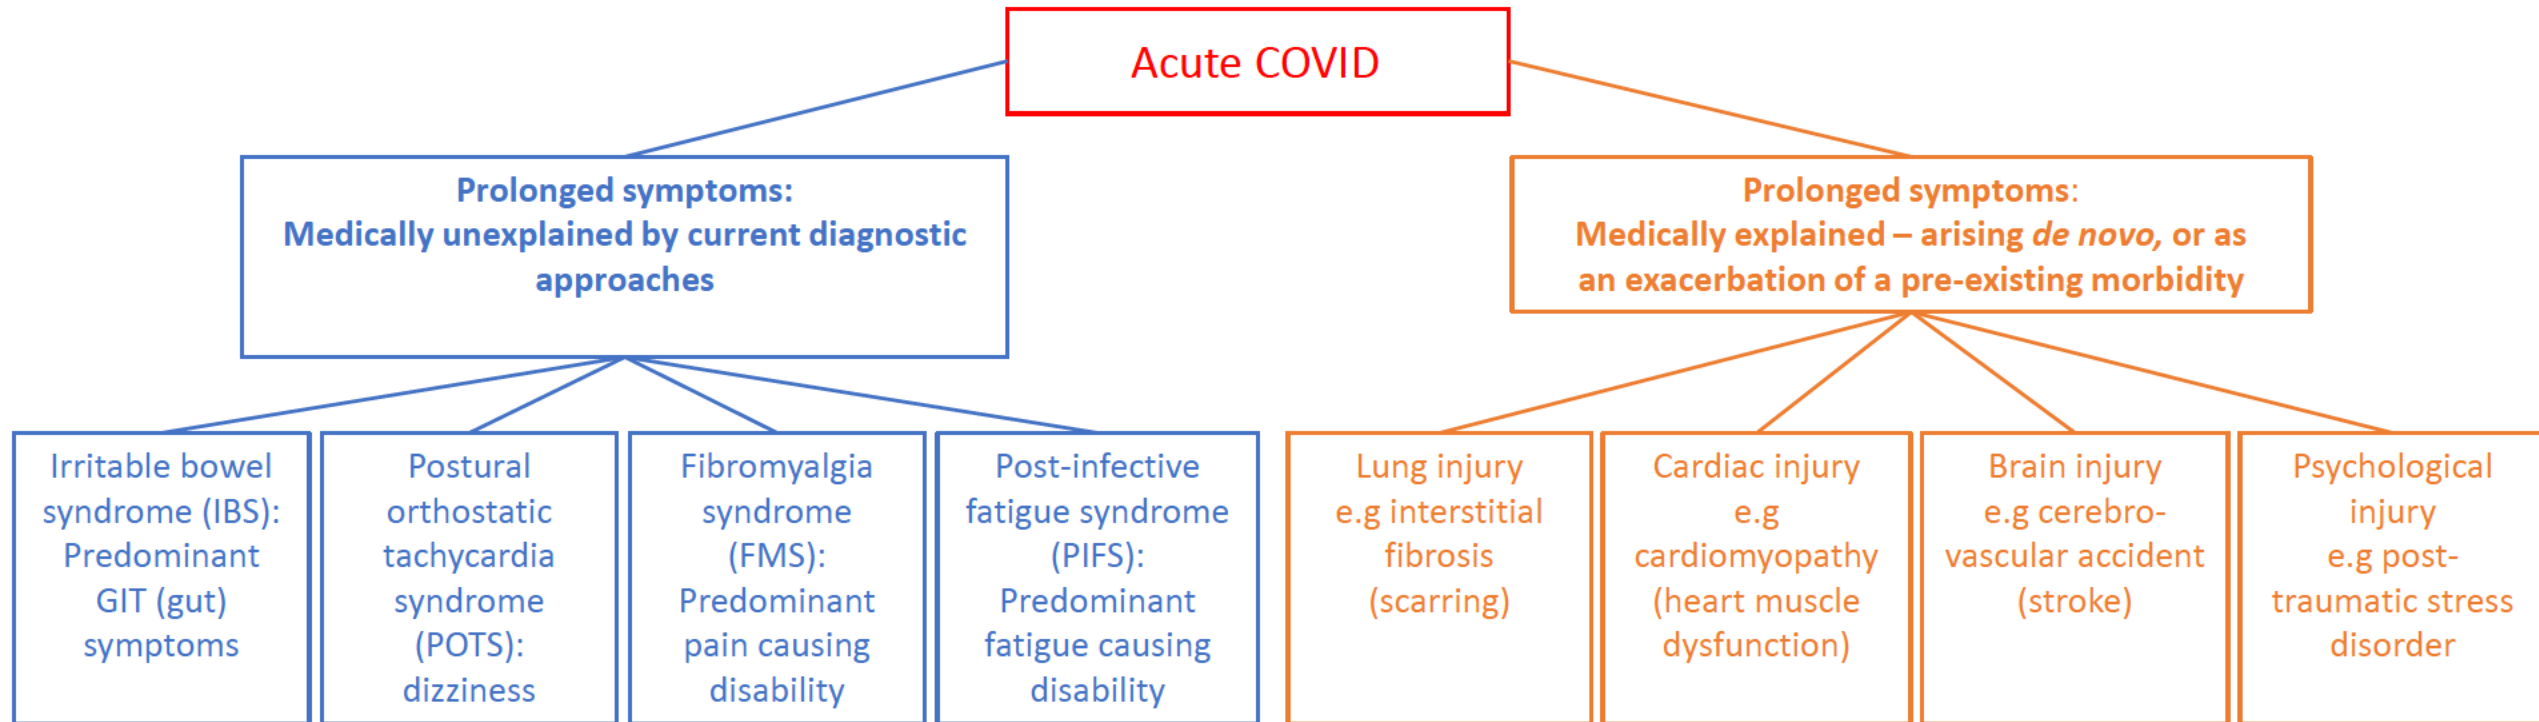 Acute COVID
Prolonged symptoms:
Medically unexplained by current diagnostic
approaches
Prolonged symptoms:
Medically explained – arising de novo, or as
an exacerbation of a pre-existing morbidity
Irritable bowel
syndrome (IBS):
Predominant
GIT (gut)
symptoms
Postural
orthostatic
tachycardia
syndrome
(POTS):
dizziness
Fibromyalgia
syndrome
(FMS):
Predominant
pain causing
disability
Post-infective
fatigue syndrome
(PIFS):
Predominant
fatigue causing
disability
Lung injury
e.g interstitial
fibrosis
(scarring)
Cardiac injury
e.g
cardiomyopathy
(heart muscle
dysfunction)
Brain injury
e.g cerebro-
vascular accident
(stroke)
Psychological
injury
e.g post-
traumatic stress
disorder